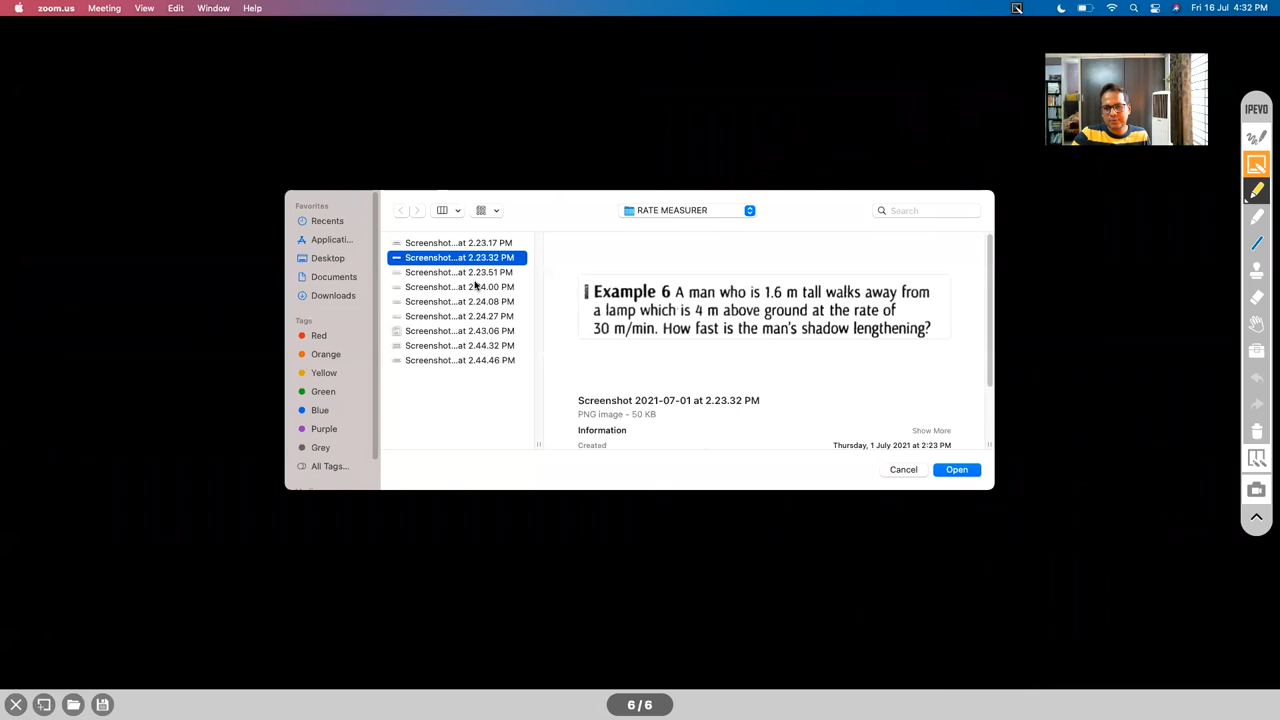 zoom.us Meeting View Edit Window Help Fri 16 Jul 4:32 PM
IPEVO
Favorites
Recents
Applicati...
Desktop
Documents
Downloads
Tags
Red
Orange
Yellow
Green
Blue
Purple
Grey
All Tags...
RATE MEASURER
Search
Screenshot...at 2.23.17 PM
Screenshot...at 2.23.32 PM
Screenshot...at 2.23.51 PM
Screenshot...at 2.24.00 PM
Screenshot...at 2.24.08 PM
Screenshot...at 2.24.27 PM
Screenshot...at 2.43.06 PM
Screenshot...at 2.44.32 PM
Screenshot...at 2.44.46 PM
Example 6 A man who is 1.6 m tall walks away from
a lamp which is 4 m above ground at the rate of
30 m/min. How fast is the man's shadow lengthening?
Screenshot 2021-07-01 at 2.23.32 PM
PNG image - 50 KB
Information Show More
Created Thursday, 1 July 2021 at 2:23 PM
Cancel Open
6 / 6